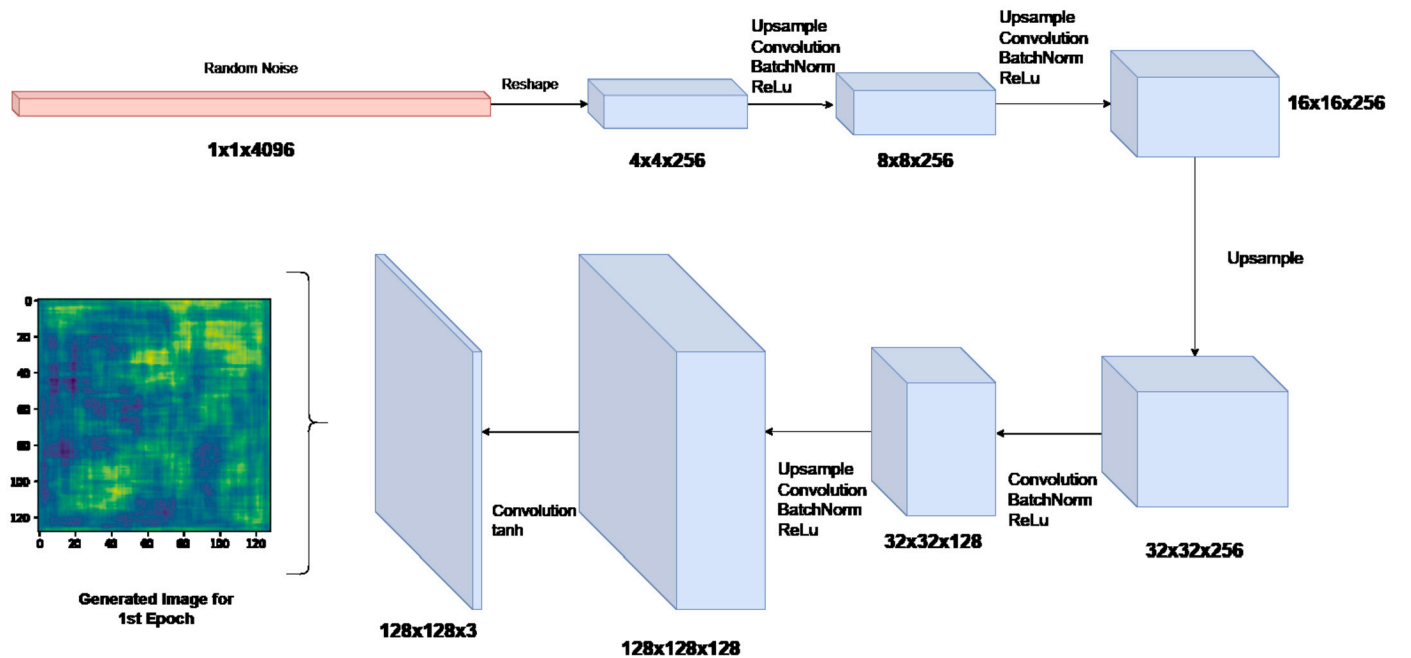 Random Noise
1x1x4096
Reshape
4x4x256
Upsample
Convolution
BatchNorm
ReLu
8x8x256
Upsample
Convolution
BatchNorm
ReLu
16x16x256
Upsample
32x32x256
Convolution
BatchNorm
ReLu
32x32x128
Upsample
Convolution
BatchNorm
ReLu
128x128x128
Convolution
tanh
128x128x3
0
20
40
60
80
100
120
0 20 40 60 80 100 120
Generated Image for
1st Epoch